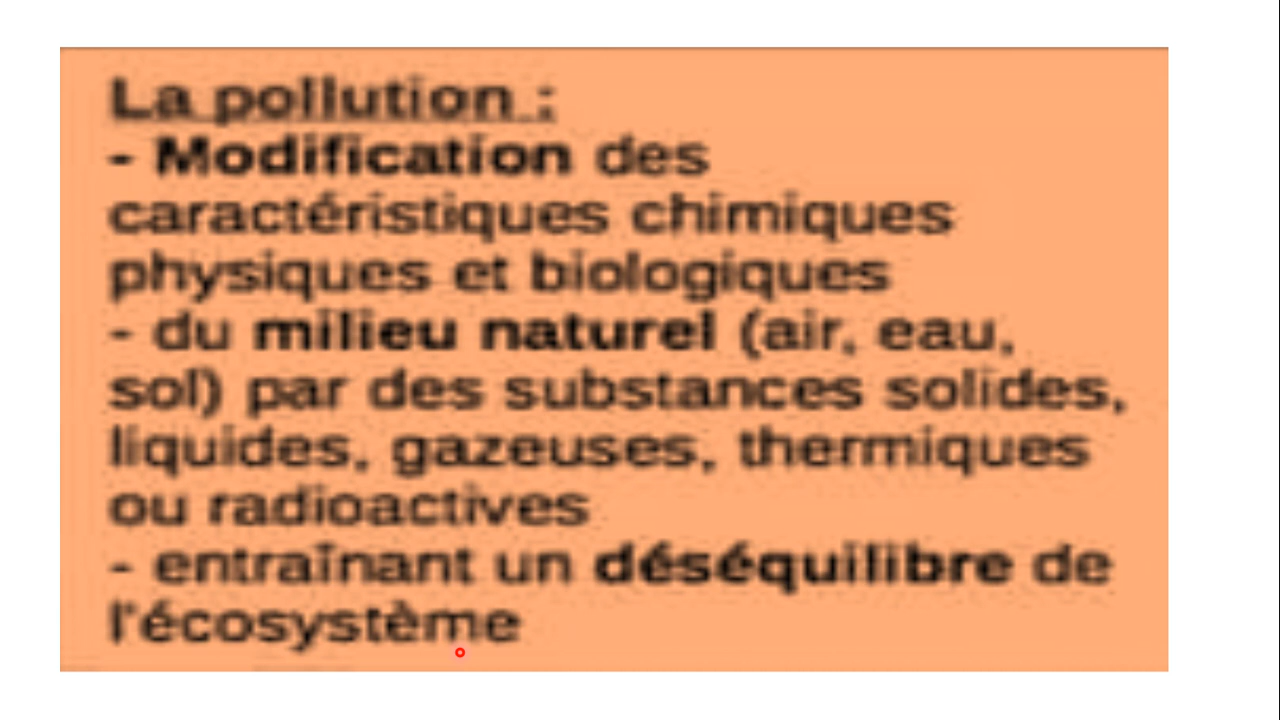 La pollution :
- Modification des
caractéristiques chimiques
physiques et biologiques
- du milieu naturel (air, eau,
sol) par des substances solides,
liquides, gazeuses, thermiques
ou radioactives
- entraînant un déséquilibre de
l'écosystème